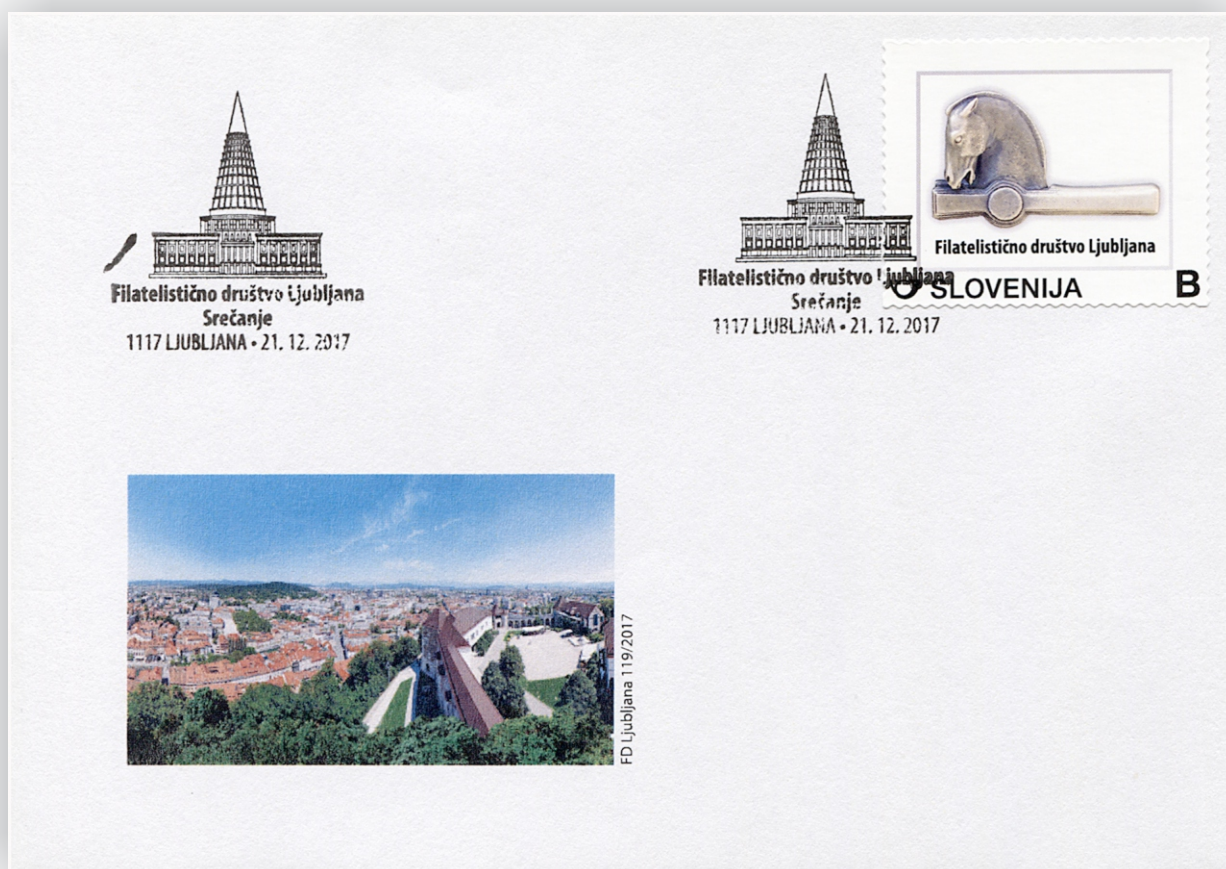 Filatelistično društvo Ljubljana
Srečanje
1117 LJUBLJANA • 21. 12. 2017
Filatelistično društvo Ljubljana
Srečanje
1117 LJUBLJANA • 21. 12. 2017
Filatelistično društvo Ljubljana
SLOVENIJA B
FD Ljubljana 119/2017